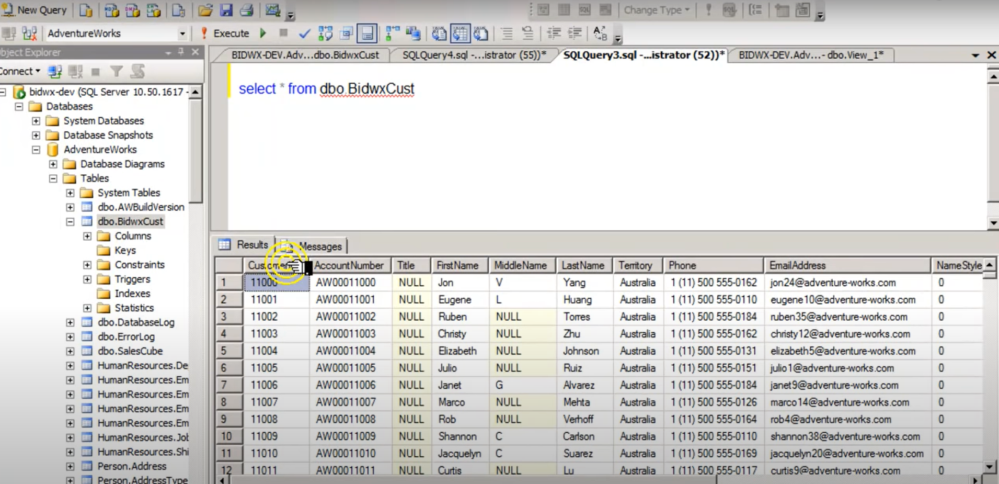 New Query
Change Type
AdventureWorks
Execute
Object Explorer
Connect
bidwx-dev (SQL Server 10.50.1617 -
Databases
System Databases
Database Snapshots
AdventureWorks
Database Diagrams
Tables
System Tables
dbo.AWBuildVersion
dbo.BidwxCust
Columns
Keys
Constraints
Triggers
Indexes
Statistics
dbo.DatabaseLog
dbo.ErrorLog
dbo.SalesCube
HumanResources.De
HumanResources.Em
HumanResources.Em
HumanResources.Em
HumanResources.Em
HumanResources.Job
HumanResources.Shi
Person.Address
Person.AddressType
BIDWX-DEV.Adv...dbo.BidwxCust SQLQuery4.sql -...istrator (55))* SQLQuery3.sql -...istrator (52))* BIDWX-DEV.Adv...- dbo.View_1*
select * from dbo.BidwxCust
Results Messages
AccountNumber Title FirstName MiddleName LastName Territory Phone EmailAddress NameStyle
1 11000 AW00011000 NULL Jon V Yang Australia 1 (11) 500 555-0162 jon24@adventure-works.com 0
2 11001 AW00011001 NULL Eugene L Huang Australia 1 (11) 500 555-0110 eugene10@adventure-works.com 0
3 11002 AW00011002 NULL Ruben NULL Torres Australia 1 (11) 500 555-0184 ruben35@adventure-works.com 0
4 11003 AW00011003 NULL Christy NULL Zhu Australia 1 (11) 500 555-0162 christy12@adventure-works.com 0
5 11004 AW00011004 NULL Elizabeth NULL Johnson Australia 1 (11) 500 555-0131 elizabeth5@adventure-works.com 0
6 11005 AW00011005 NULL Julio NULL Ruiz Australia 1 (11) 500 555-0151 julio1@adventure-works.com 0
7 11006 AW00011006 NULL Janet G Alvarez Australia 1 (11) 500 555-0184 janet9@adventure-works.com 0
8 11007 AW00011007 NULL Marco NULL Mehta Australia 1 (11) 500 555-0126 marco14@adventure-works.com 0
9 11008 AW00011008 NULL Rob NULL Verhoff Australia 1 (11) 500 555-0164 rob4@adventure-works.com 0
10 11009 AW00011009 NULL Shannon C Carlson Australia 1 (11) 500 555-0110 shannon38@adventure-works.com 0
11 11010 AW00011010 NULL Jacquelyn C Suarez Australia 1 (11) 500 555-0169 jacquelyn20@adventure-works.com 0
12 11011 AW00011011 NULL Curtis NULL Lu Australia 1 (11) 500 555-0117 curtis9@adventure-works.com 0